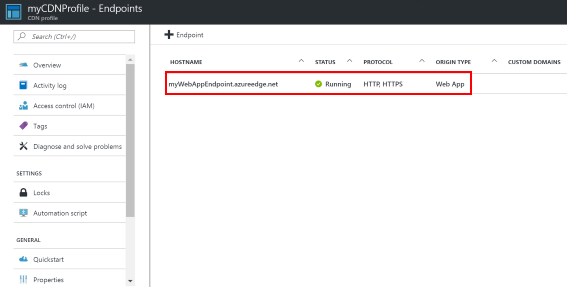 myCDNProfile - Endpoints
CDN profile
Search (Ctrl+/)
Overview
Activity log
Access control (IAM)
Tags
Diagnose and solve problems
SETTINGS
Locks
Automation script
GENERAL
Quickstart
Properties
Endpoint
HOSTNAME STATUS PROTOCOL ORIGIN TYPE CUSTOM DOMAINS
myWebAppEndpoint.azureedge.net Running HTTP, HTTPS Web App